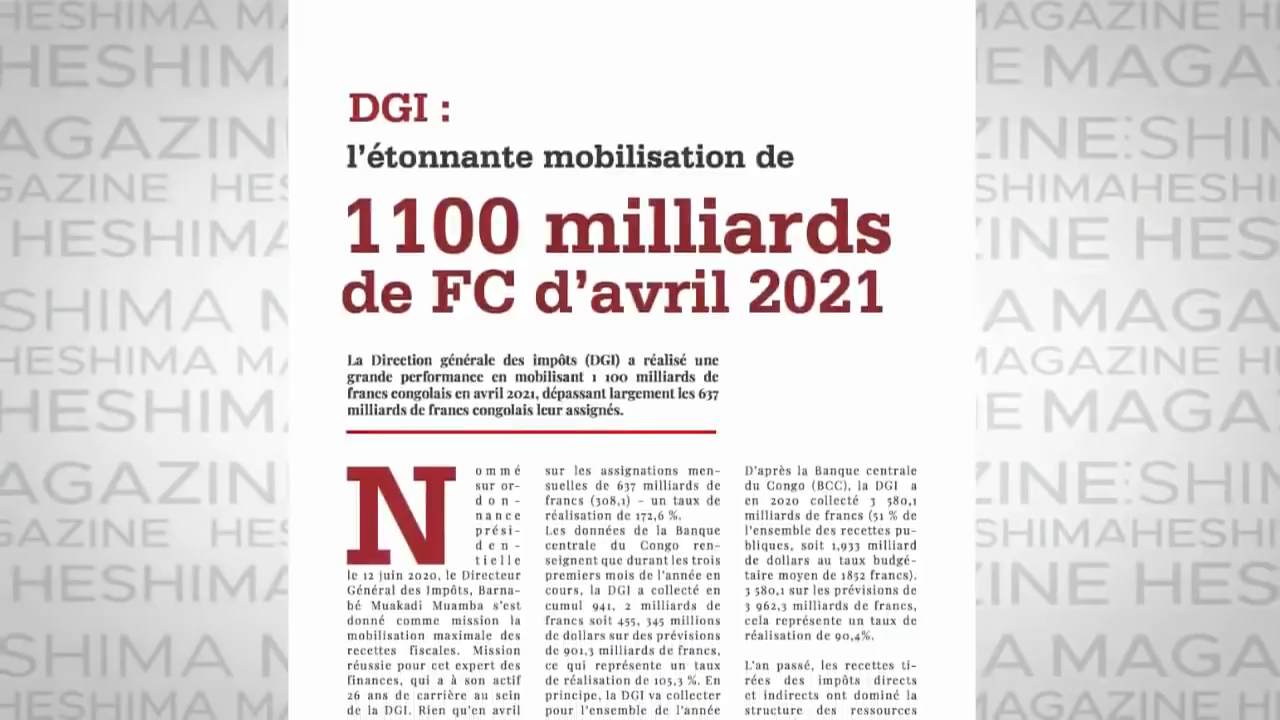 DGI :
l'étonnante mobilisation de
1100 milliards
de FC d'avril 2021
La Direction générale des impôts (DGI) a réalisé une
grande performance en mobilisant 1 100 milliards de
francs congolais en avril 2021, dépassant largement les 637
milliards de francs congolais leur assignés.
Nommé
sur or-
don-
nance
prési-
den-
tielle
le 12 juin 2020, le Directeur
Général des Impôts, Barna-
bé Muakadi Muamba s'est
donné comme mission la
mobilisation maximale des
recettes fiscales. Mission
réussie pour cet expert des
finances, qui a à son actif
26 ans de carrière au sein
de la DGI. Rien qu'en avril
sur les assignations men-
suelles de 637 milliards de
francs (308,1) – un taux de
réalisation de 172,6 %.
Les données de la Banque
centrale du Congo ren-
seignent que durant les trois
premiers mois de l'année en
cours, la DGI a collecté en
cumul 941, 2 milliards de
francs soit 455, 345 millions
de dollars sur des prévisions
de 901,3 milliards de francs,
ce qui représente un taux
de réalisation de 105,3 %. En
principe, la DGI va collecter
pour l'ensemble de l'année
D'après la Banque centrale
du Congo (BCC), la DGI a
en 2020 collecté 3 580,1
milliards de francs (51 % de
l'ensemble des recettes pu-
bliques, soit 1,933 milliard
de dollars au taux budgé-
taire moyen de 1852 francs).
3 580,1 sur les prévisions de
3 962,3 milliards de francs,
cela représente un taux de
réalisation de 90,4%.
L'an passé, les recettes ti-
rées des impôts directs
et indirects ont dominé la
structure des ressources